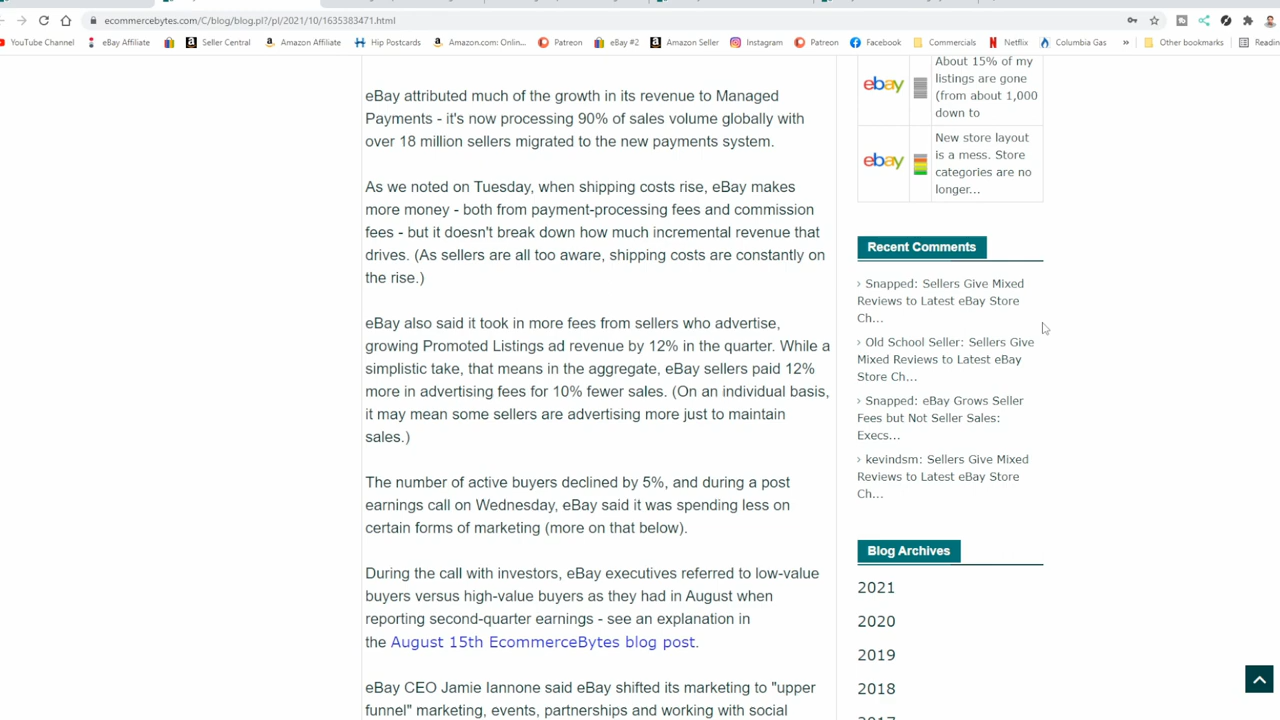 ecommercebytes.com/C/blog/blog.pl?/pl/2021/10/1635383471.html
YouTube Channel eBay Affiliate Seller Central Amazon Affiliate Hip Postcards Amazon.com: Onli... Patreon eBay #2 Amazon Seller Instagram Patreon Facebook Commercials Netflix Columbia Gas » Other bookmarks Readin
eBay attributed much of the growth in its revenue to Managed
Payments - it's now processing 90% of sales volume globally with
over 18 million sellers migrated to the new payments system.
As we noted on Tuesday, when shipping costs rise, eBay makes
more money - both from payment-processing fees and commission
fees - but it doesn't break down how much incremental revenue that
drives. (As sellers are all too aware, shipping costs are constantly on
the rise.)
eBay also said it took in more fees from sellers who advertise,
growing Promoted Listings ad revenue by 12% in the quarter. While a
simplistic take, that means in the aggregate, eBay sellers paid 12%
more in advertising fees for 10% fewer sales. (On an individual basis,
it may mean some sellers are advertising more just to maintain
sales.)
The number of active buyers declined by 5%, and during a post
earnings call on Wednesday, eBay said it was spending less on
certain forms of marketing (more on that below).
During the call with investors, eBay executives referred to low-value
buyers versus high-value buyers as they had in August when
reporting second-quarter earnings - see an explanation in
the August 15th EcommerceBytes blog post.
eBay CEO Jamie Iannone said eBay shifted its marketing to "upper
funnel" marketing, events, partnerships and working with social
ebay
About 15% of my
listings are gone
(from about 1,000
down to
ebay
New store layout
is a mess. Store
categories are no
longer...
Recent Comments
› Snapped: Sellers Give Mixed
Reviews to Latest eBay Store
Ch...
› Old School Seller: Sellers Give
Mixed Reviews to Latest eBay
Store Ch...
› Snapped: eBay Grows Seller
Fees but Not Seller Sales:
Execs...
› kevindsm: Sellers Give Mixed
Reviews to Latest eBay Store
Ch...
Blog Archives
2021
2020
2019
2018